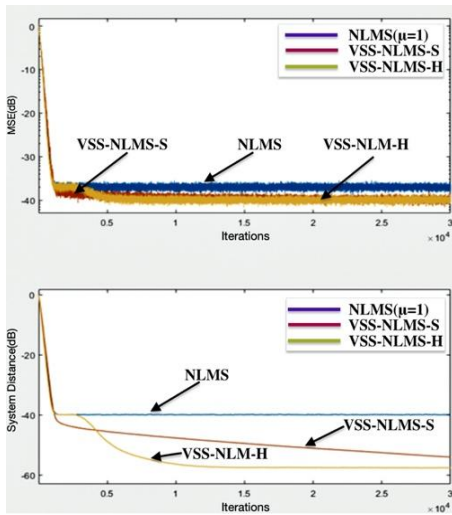 0
-10
-20
-30
-40
MSE(dB)
NLMS(μ=1)
VSS-NLMS-S
VSS-NLMS-H
VSS-NLMS-S
NLMS
VSS-NLM-H
0.5
1
1.5
2
2.5
3
Iterations
× 10⁴
0
-20
-40
-60
System Distance(dB)
NLMS(μ=1)
VSS-NLMS-S
VSS-NLMS-H
NLMS
VSS-NLMS-S
VSS-NLM-H
0.5
1
1.5
2
2.5
3
Iterations
× 10⁴